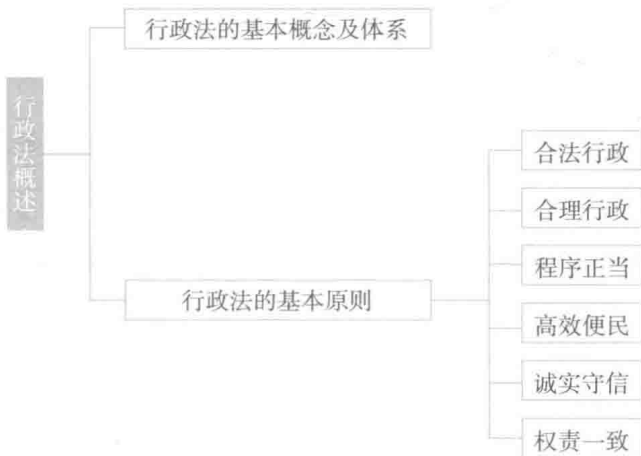 行政法概述
行政法的基本概念及体系
行政法的基本原则
合法行政
合理行政
程序正当
高效便民
诚实守信
权责一致